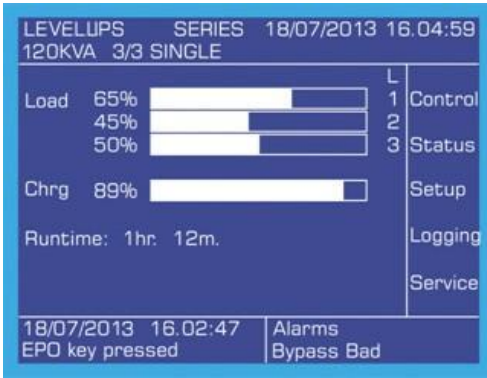 LEVELUPS SERIES 18/07/2013 16.04:59
120KVA 3/3 SINGLE
L
Load 65% 1
45% 2
50% 3
Chrg 89%
Runtime: 1hr. 12m.
Control
Status
Setup
Logging
Service
18/07/2013 16.02:47
EPO key pressed
Alarms
Bypass Bad